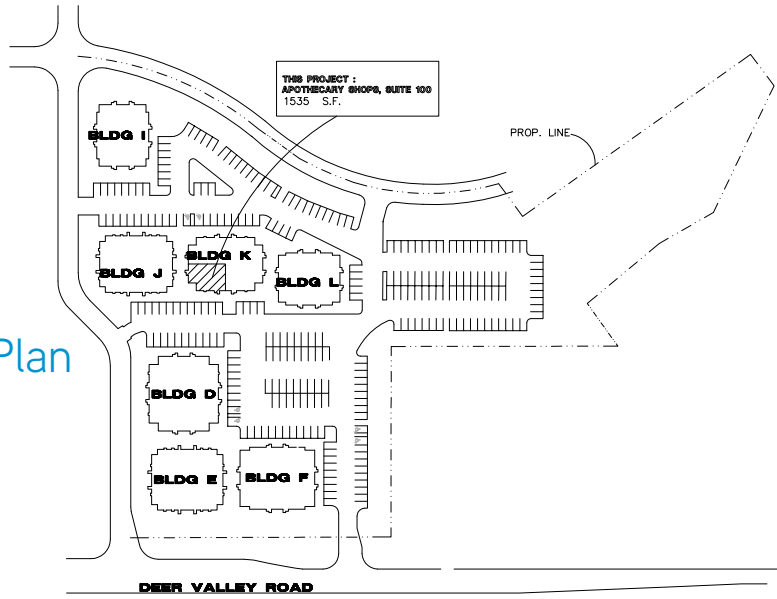 THIS PROJECT :
APOTHECARY SHOPS, SUITE 100
1535 S.F.
PROP. LINE
BLDG I
BLDG K
BLDG J
BLDG L
Plan
BLDG D
BLDG E
BLDG F
DEER VALLEY ROAD